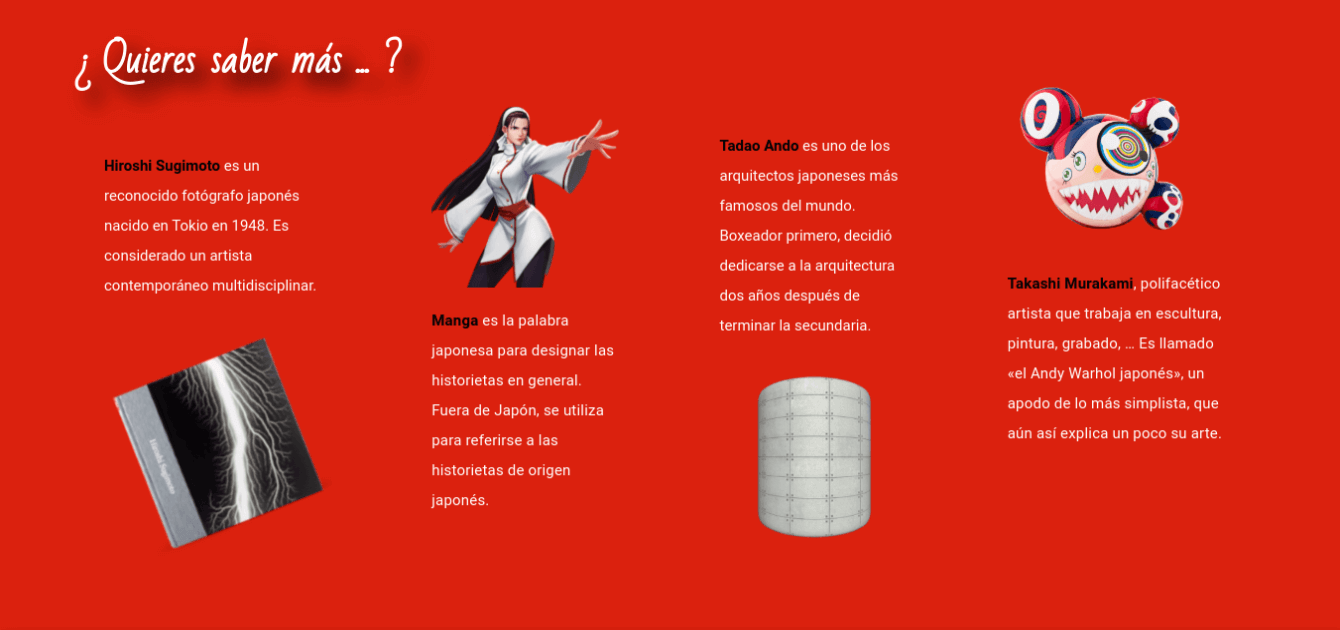 ¿ Quieres saber más ... ?
Hiroshi Sugimoto es un
reconocido fotógrafo japonés
nacido en Tokio en 1948. Es
considerado un artista
contemporáneo multidisciplinar.
Hiroshi Sugimoto
Manga es la palabra
japonesa para designar las
historietas en general.
Fuera de Japón, se utiliza
para referirse a las
historietas de origen
japonés.
Tadao Ando es uno de los
arquitectos japoneses más
famosos del mundo.
Boxeador primero, decidió
dedicarse a la arquitectura
dos años después de
terminar la secundaria.
Takashi Murakami, polifacético
artista que trabaja en escultura,
pintura, grabado, ... Es llamado
«el Andy Warhol japonés», un
apodo de lo más simplista, que
aún así explica un poco su arte.